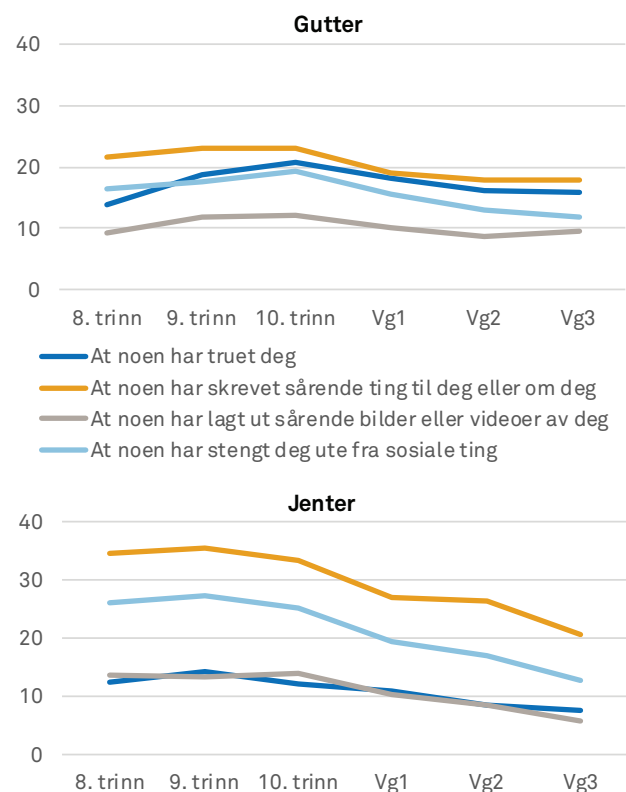 Gutter
40
30
20
10
0
8. trinn 9. trinn 10. trinn Vg1 Vg2 Vg3
At noen har truet deg
At noen har skrevet sårende ting til deg eller om deg
At noen har lagt ut sårende bilder eller videoer av deg
At noen har stengt deg ute fra sosiale ting
Jenter
40
30
20
10
0
8. trinn 9. trinn 10. trinn Vg1 Vg2 Vg3